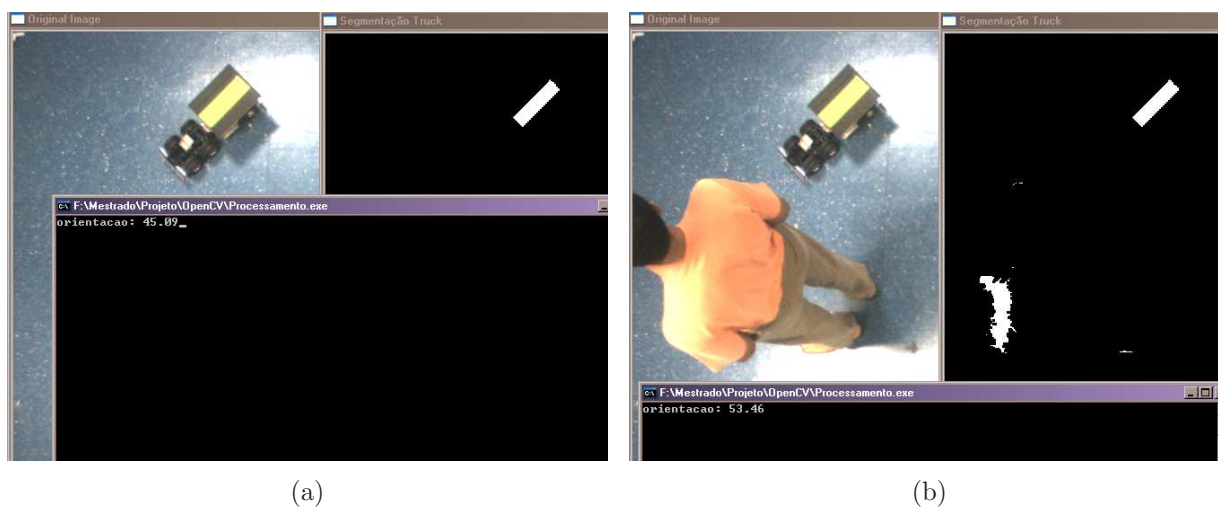 Original Image
Segmentação Truck
F:\Mestrado\Projeto\OpenCV\Processamento.exe
orientacao: 45.09_
(a)
Original Image
Segmentação Truck
F:\Mestrado\Projeto\OpenCV\Processamento.exe
orientacao: 53.46
(b)